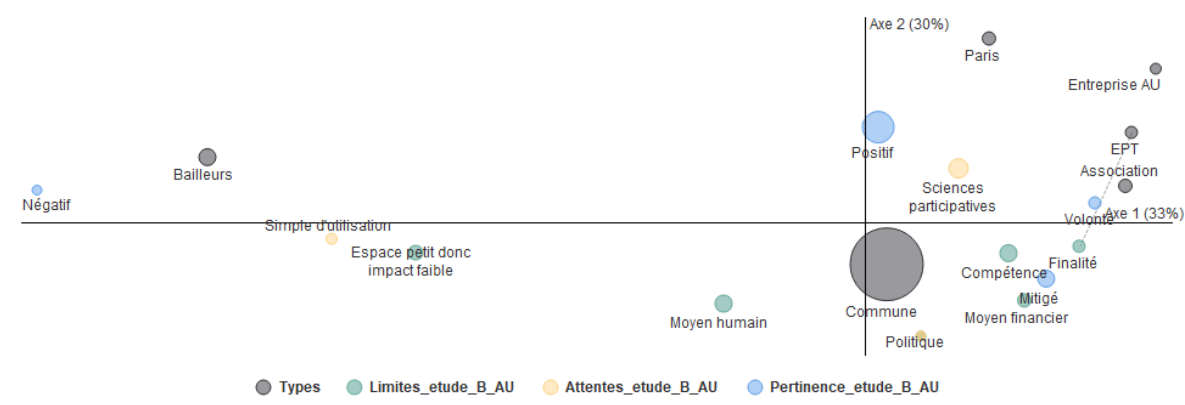 Axe 2 (30%)
Paris
Entreprise AU
Positif
EPT
Bailleurs
Association
Sciences
participatives
Négatif
Volonté
Axe 1 (33%)
Simple d'utilisation
Espace petit donc
impact faible
Compétence
Finalité
Mitigé
Commune
Moyen financier
Moyen humain
Politique
Types
Limites_etude_B_AU
Attentes_etude_B_AU
Pertinence_etude_B_AU